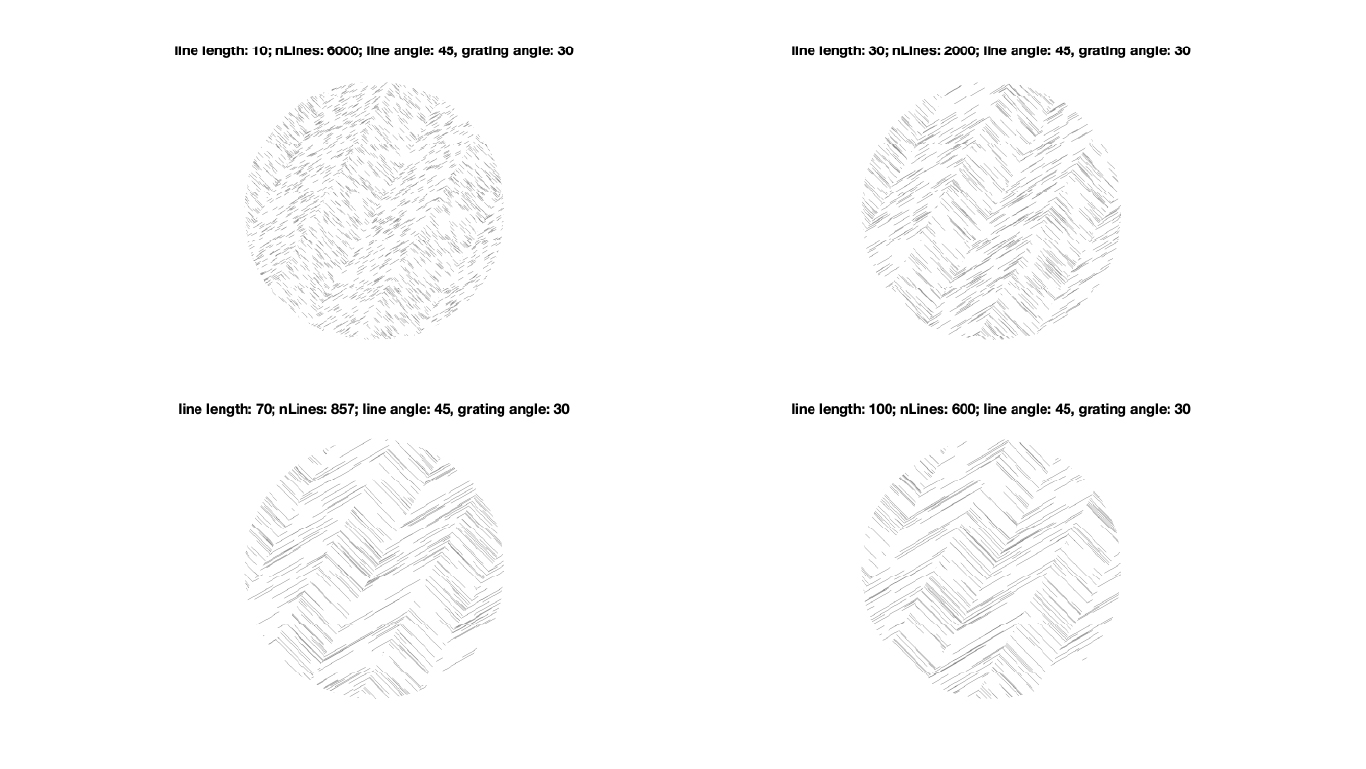 line length: 10; nLines: 6000; line angle: 45, grating angle: 30
line length: 30; nLines: 2000; line angle: 45, grating angle: 30
line length: 70; nLines: 857; line angle: 45, grating angle: 30
line length: 100; nLines: 600; line angle: 45, grating angle: 30